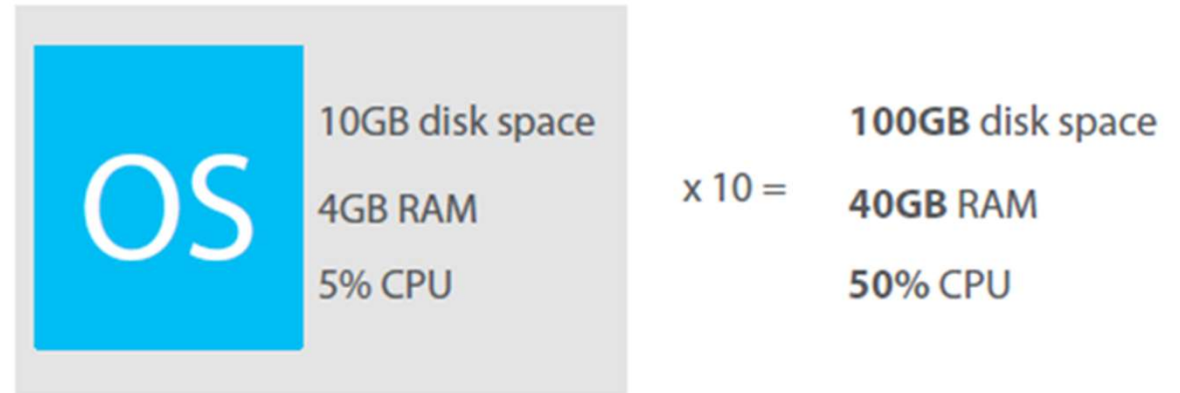 OS
10GB disk space
4GB RAM
5% CPU
x 10 =
100GB disk space
40GB RAM
50% CPU